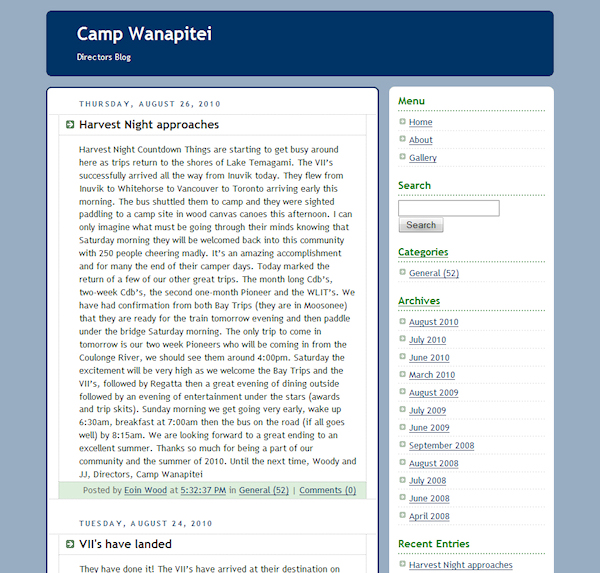 Camp Wanapitei
Directors Blog
THURSDAY, AUGUST 26, 2010
Harvest Night approaches
Harvest Night Countdown Things are starting to get busy around
here as trips return to the shores of Lake Temagami. The VII's
successfully arrived all the way from Inuvik today. They flew from
Inuvik to Whitehorse to Vancouver to Toronto arriving early this
morning. The bus shuttled them to camp and they were sighted
paddling to a camp site in wood canvas canoes this afternoon. I can
only imagine what must be going through their minds knowing that
Saturday morning they will be welcomed back into this community
with 250 people cheering madly. It's an amazing accomplishment
and for many the end of their camper days. Today marked the
return of a few of our other great trips. The month long Cdb's,
two-week Cdb's, the second one-month Pioneer and the WLIT's. We
have had confirmation from both Bay Trips (they are in Moosonee)
that they are ready for the train tomorrow evening and then paddle
under the bridge Saturday morning. The only trip to come in
tomorrow is our two week Pioneers who will be coming in from the
Coulonge River, we should see them around 4:00pm. Saturday the
excitement will be very high as we welcome the Bay Trips and the
VII's, followed by Regatta then a great evening of dining outside
followed by an evening of entertainment under the stars (awards
and trip skits). Sunday morning we get going very early, wake up
6:30am, breakfast at 7:00am then the bus on the road (if all goes
well) by 8:15am. We are looking forward to a great ending to an
excellent summer. Thanks so much for being a part of our
community and the summer of 2010. Until the next time, Woody and
JJ, Directors, Camp Wanapitei
Posted by Eoin Wood at 5:32:37 PM in General (52) | Comments (0)
TUESDAY, AUGUST 24, 2010
VII's have landed
They have done it! The VII's have arrived at their destination on
Menu
Home
About
Gallery
Search
Search
Categories
General (52)
Archives
August 2010
July 2010
June 2010
March 2010
August 2009
July 2009
June 2009
September 2008
August 2008
July 2008
June 2008
April 2008
Recent Entries
Harvest Night approaches